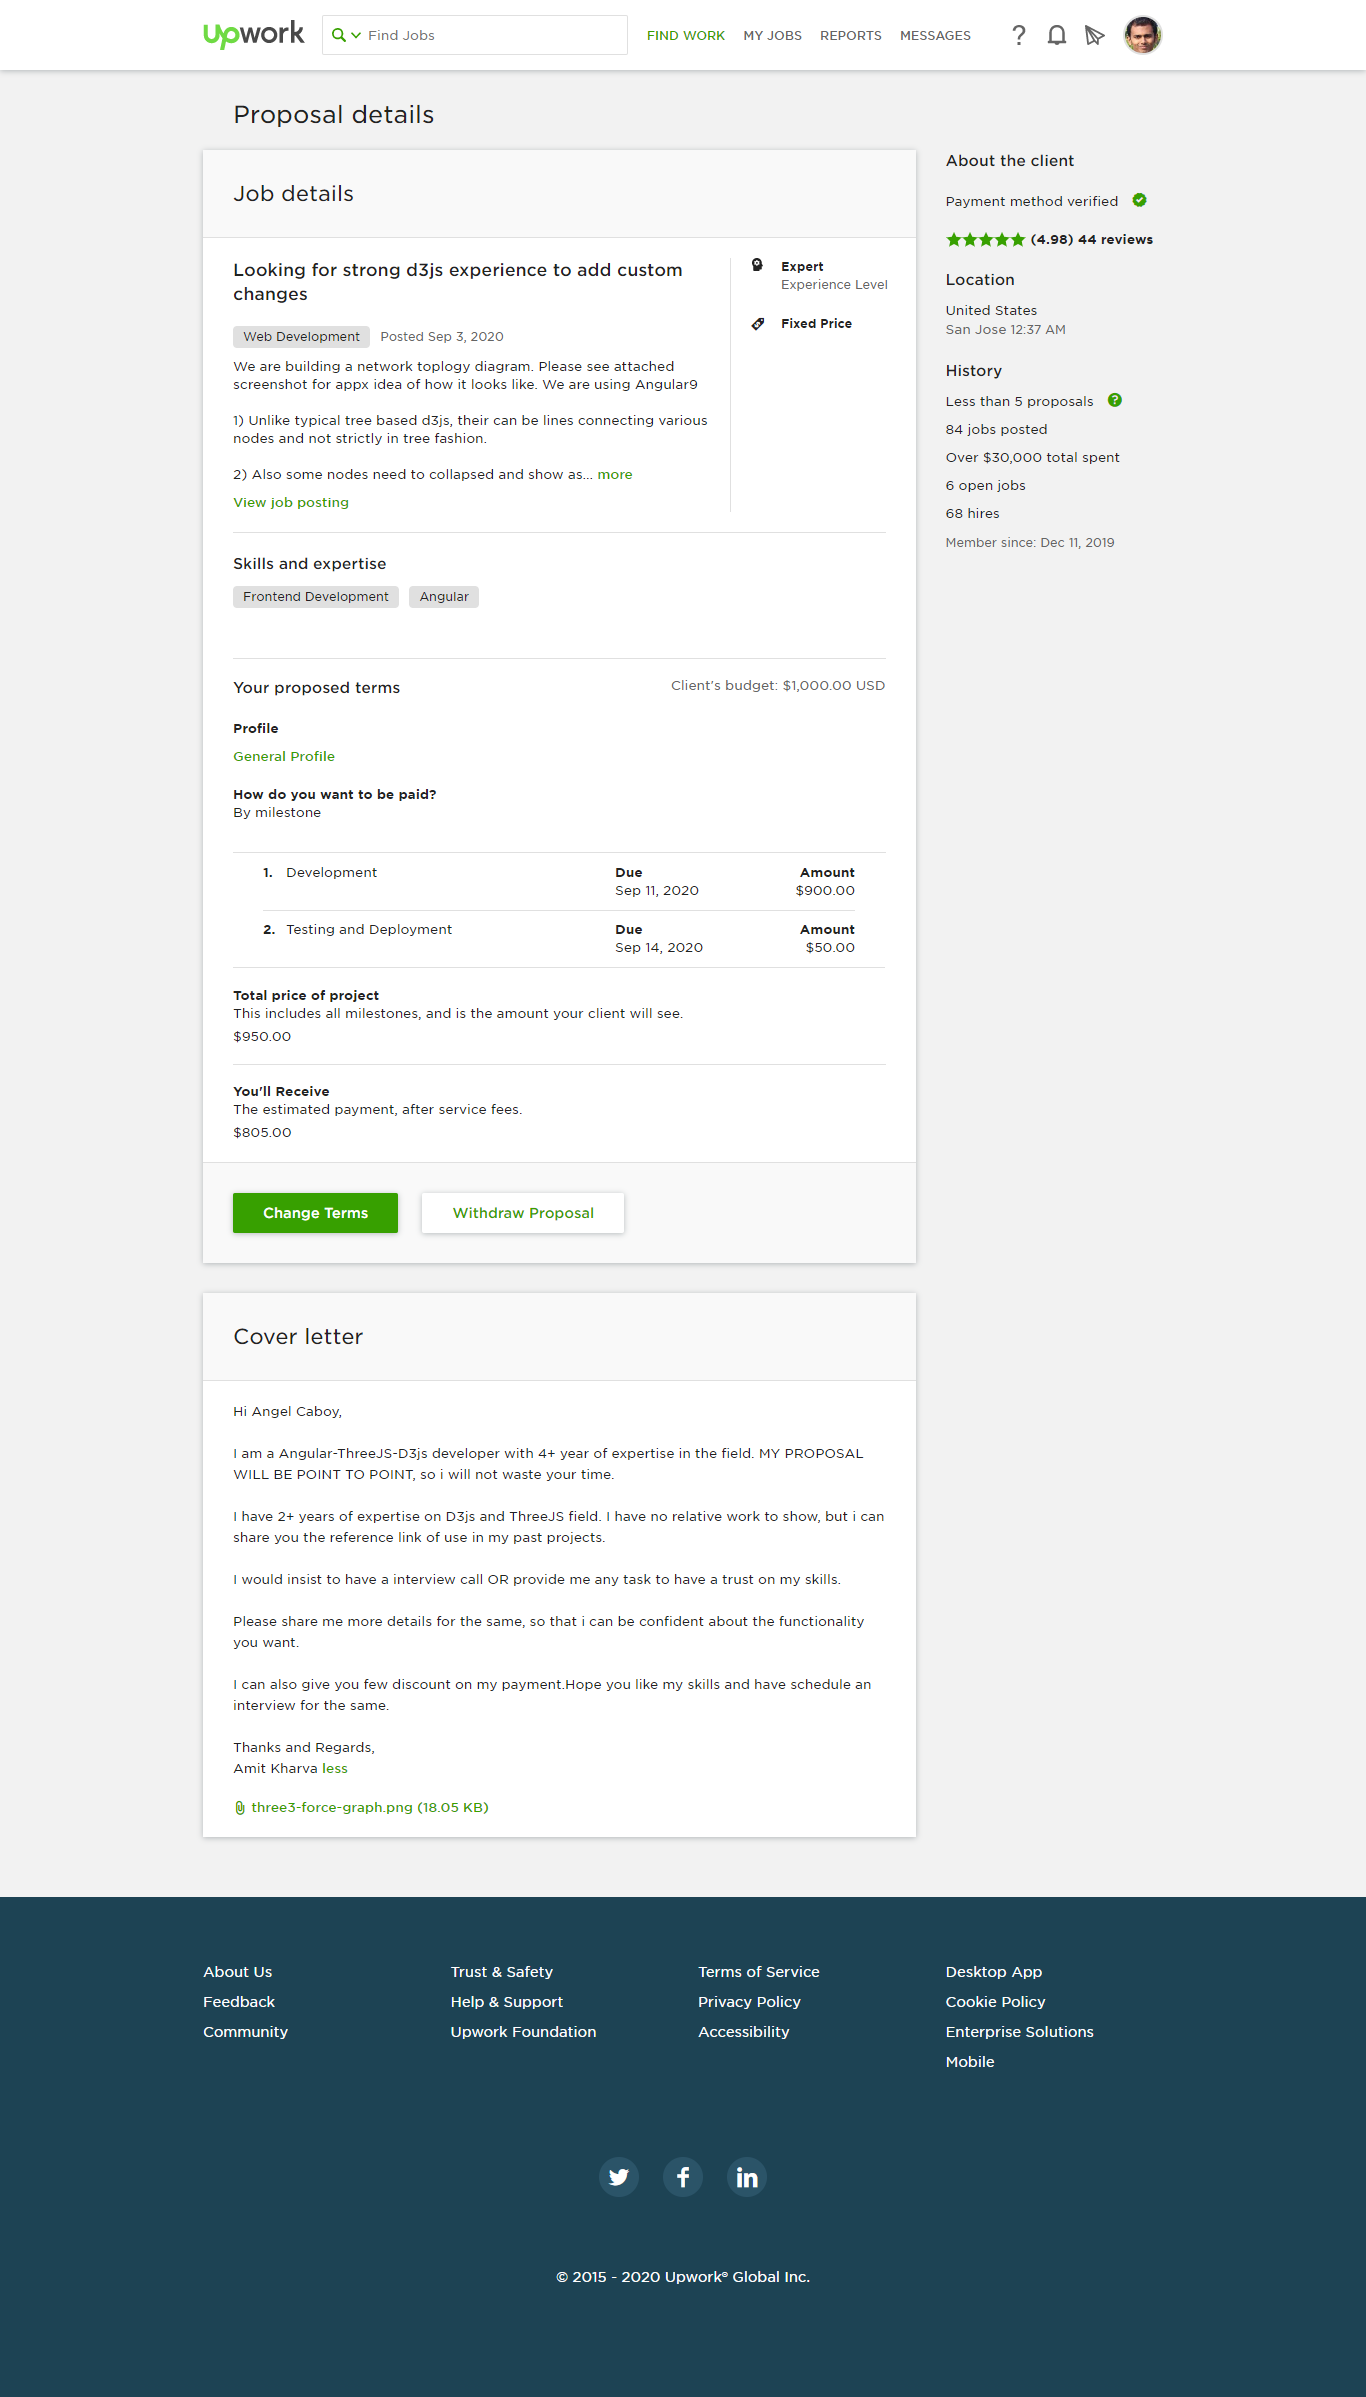 Upwork
Find Jobs
FIND WORK
MY JOBS
REPORTS
MESSAGES
Proposal details
Job details
Looking for strong d3js experience to add custom
changes
Web Development
Posted Sep 3, 2020
We are building a network toplogy diagram. Please see attached
screenshot for appx idea of how it looks like. We are using Angular9
1) Unlike typical tree based d3js, their can be lines connecting various
nodes and not strictly in tree fashion.
2) Also some nodes need to collapsed and show as... more
View job posting
Expert
Experience Level
Fixed Price
Skills and expertise
Frontend Development
Angular
Your proposed terms
Client's budget: $1,000.00 USD
Profile
General Profile
How do you want to be paid?
By milestone
1. Development
Due
Sep 11, 2020
Amount
$900.00
2. Testing and Deployment
Due
Sep 14, 2020
Amount
$50.00
Total price of project
This includes all milestones, and is the amount your client will see.
$950.00
You'll Receive
The estimated payment, after service fees.
$805.00
Change Terms
Withdraw Proposal
About the client
Payment method verified
(4.98) 44 reviews
Location
United States
San Jose 12:37 AM
History
Less than 5 proposals ?
84 jobs posted
Over $30,000 total spent
6 open jobs
68 hires
Member since: Dec 11, 2019
Cover letter
Hi Angel Caboy,
I am a Angular-ThreeJS-D3js developer with 4+ year of expertise in the field. MY PROPOSAL
WILL BE POINT TO POINT, so i will not waste your time.
I have 2+ years of expertise on D3js and ThreeJS field. I have no relative work to show, but i can
share you the reference link of use in my past projects.
I would insist to have a interview call OR provide me any task to have a trust on my skills.
Please share me more details for the same, so that i can be confident about the functionality
you want.
I can also give you few discount on my payment.Hope you like my skills and have schedule an
interview for the same.
Thanks and Regards,
Amit Kharva less
three3-force-graph.png (18.05 KB)
About Us
Feedback
Community
Trust & Safety
Help & Support
Upwork Foundation
Terms of Service
Privacy Policy
Accessibility
Desktop App
Cookie Policy
Enterprise Solutions
Mobile
© 2015 - 2020 Upwork® Global Inc.